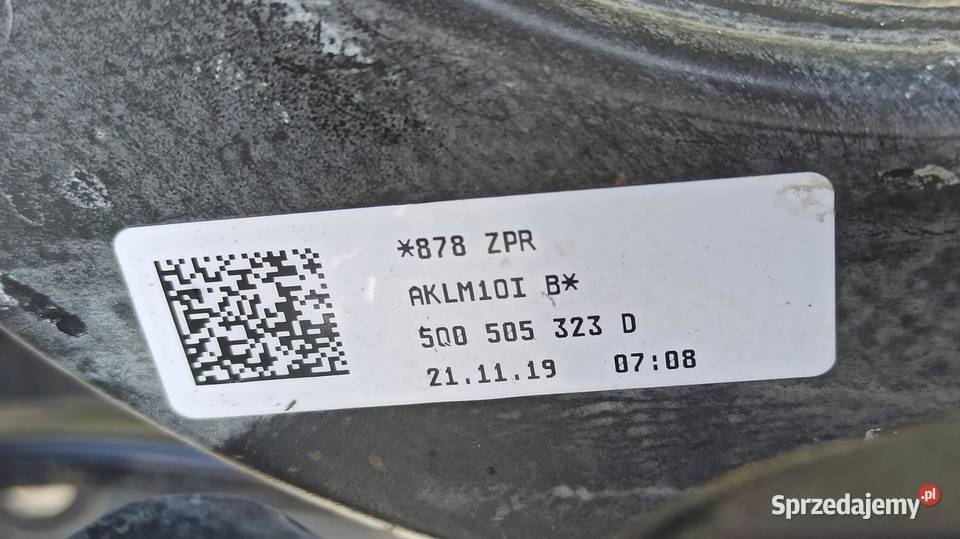 *878 ZPR
AKLM10I B*
5Q0 505 323 D
21.11.19 07:08
Sprzedajemy.pl